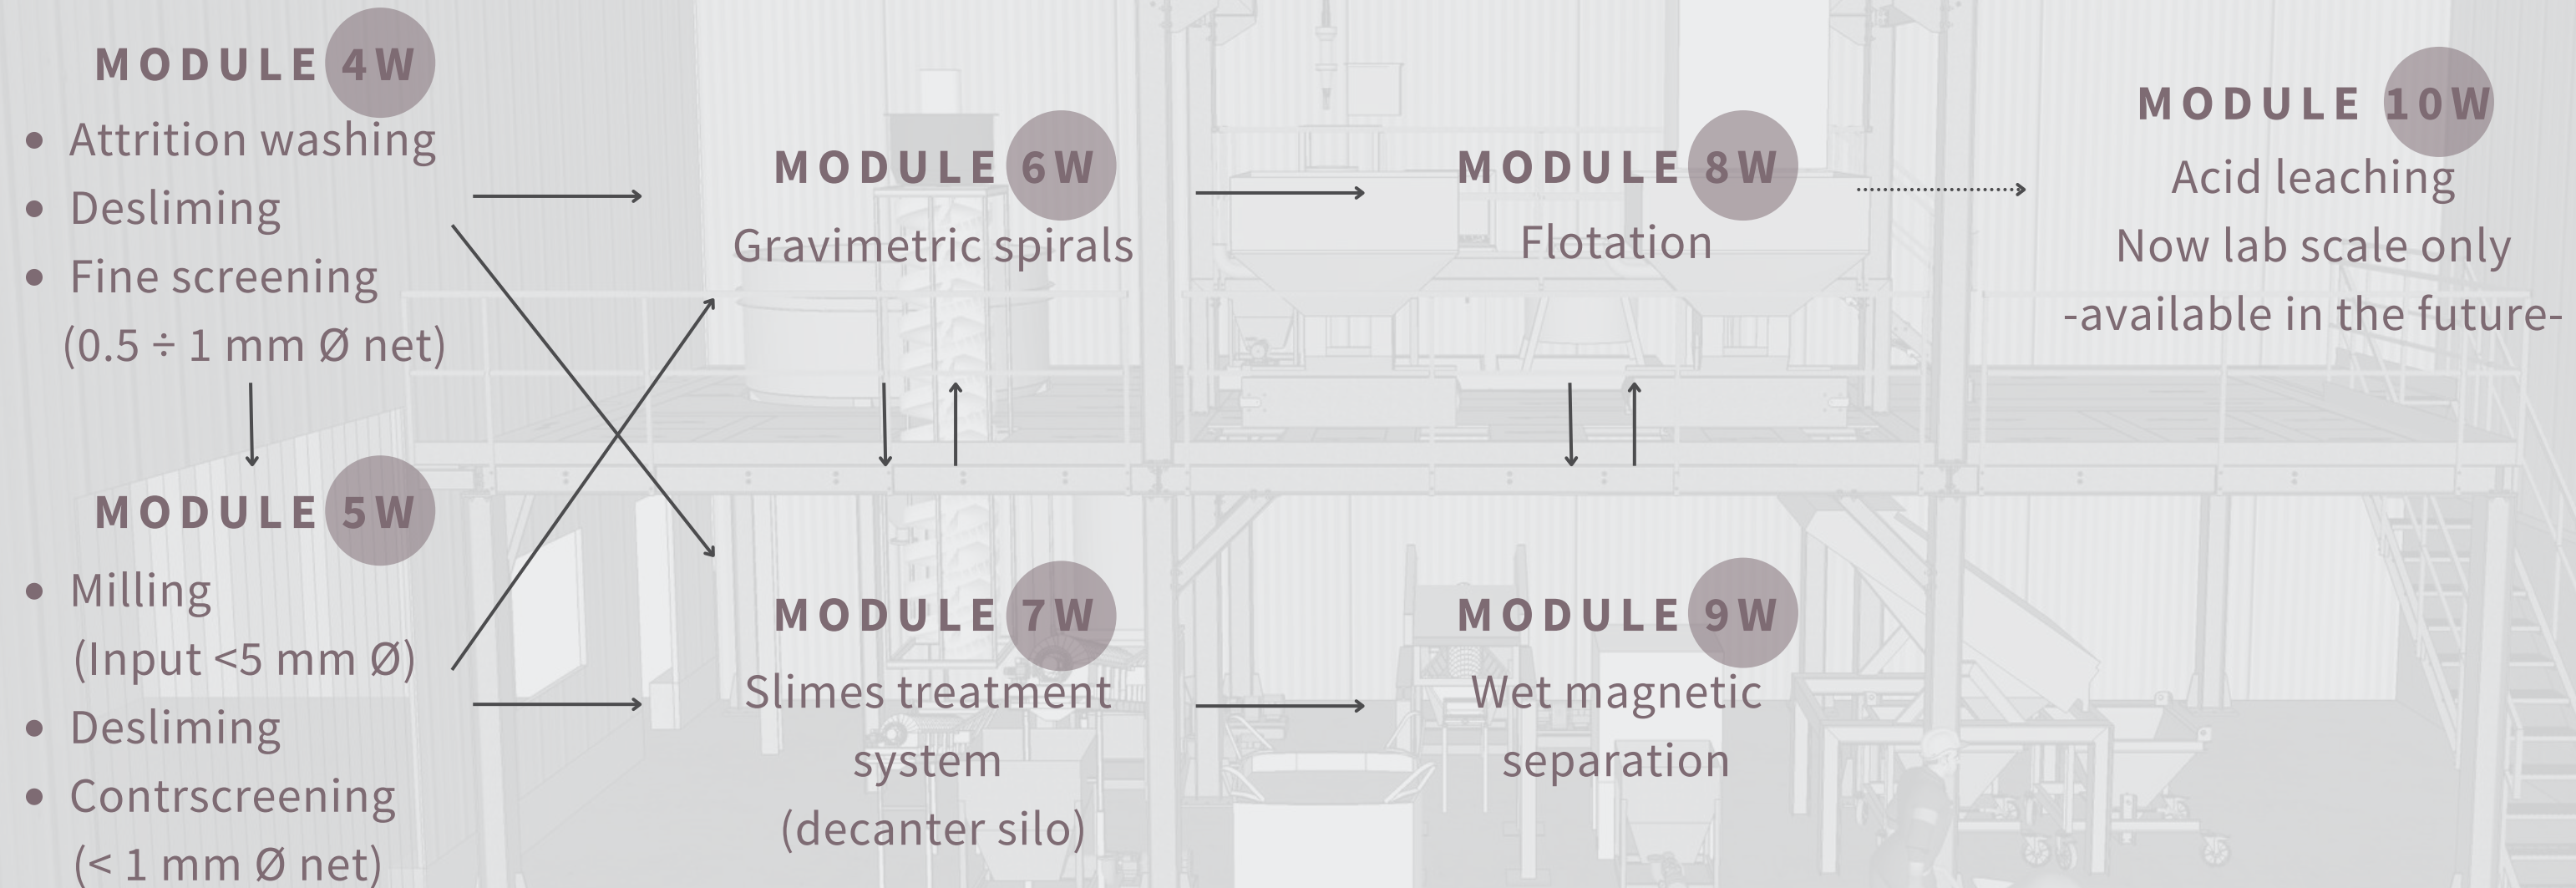 MODULE 4W
• Attrition washing
• Desliming
• Fine screening
(0.5 ÷ 1 mm Ø net)
MODULE 5W
• Milling
(Input <5 mm Ø)
• Desliming
• Contrscreening
(< 1 mm Ø net)
MODULE 6W
Gravimetric spirals
MODULE 7W
Slimes treatment
system
(decanter silo)
MODULE 8W
Flotation
MODULE 9W
Wet magnetic
separation
MODULE 10W
Acid leaching
Now lab scale only
-available in the future-